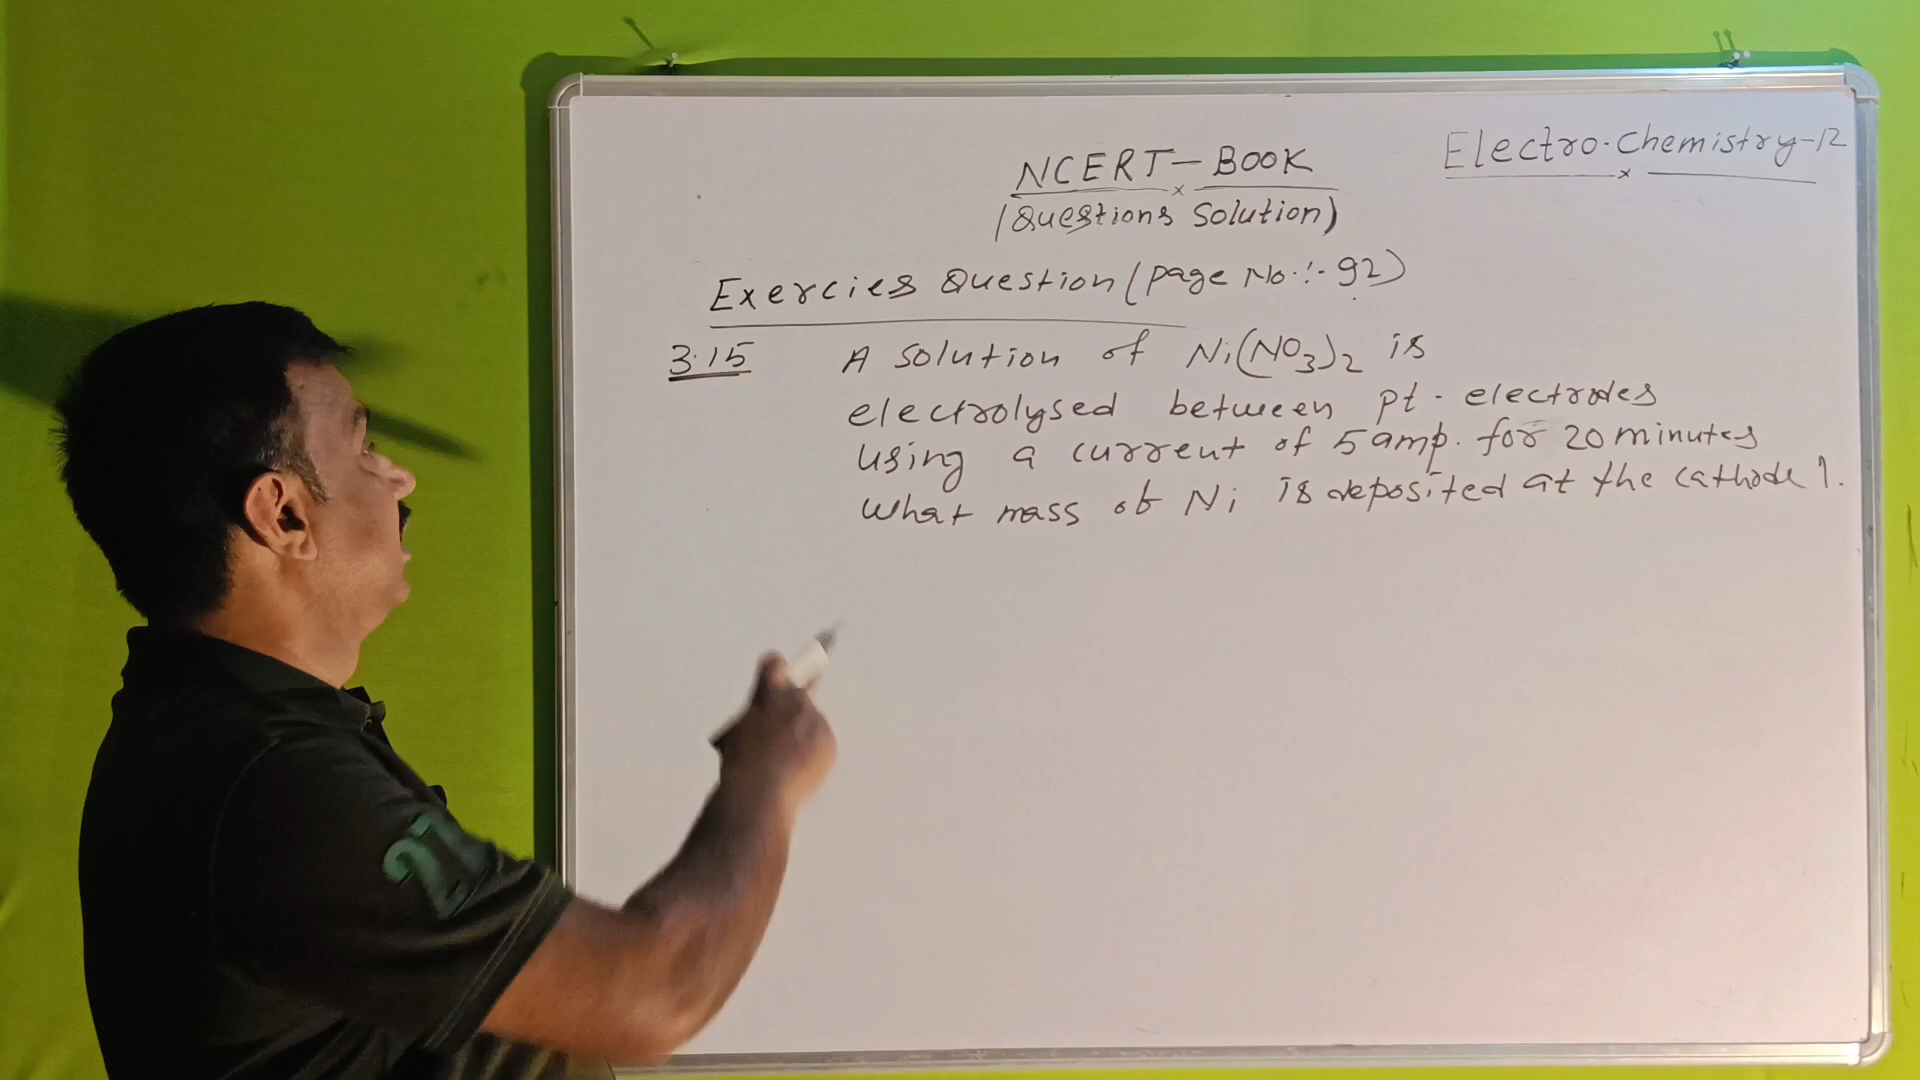 Electro-Chemistry-12
NCERT-BOOK
(Questions Solution)
Exercies Question (page No.:-92)
3.15 A solution of Ni(NO3)2 is
electrolysed between pt-electrodes
using a current of 5 amp. for 20 minutes
what mass of Ni is deposited at the cathode ?.